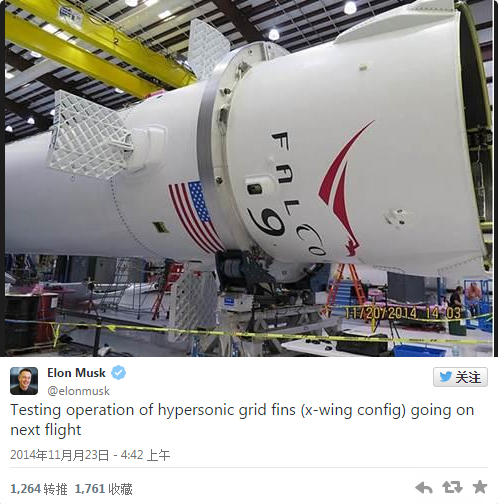 FALCO
9
11/20/2014 14:03
Elon Musk
@elonmusk
关注
Testing operation of hypersonic grid fins (x-wing config) going on
next flight
2014年11月月23日 - 4:42 上午
1,264 转推 1,761 收藏